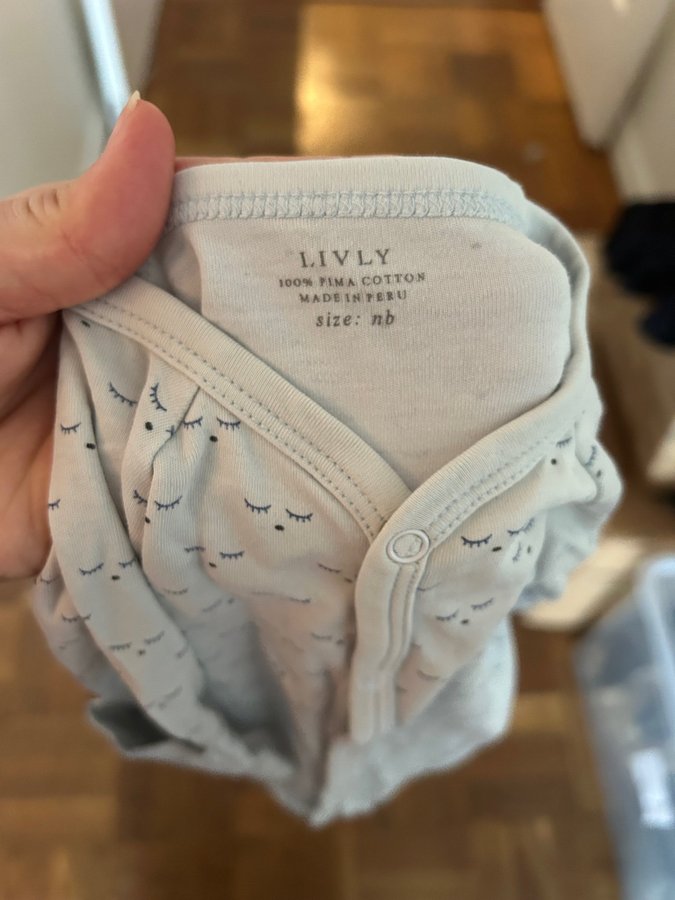 LIVLY
100% PIMA COTTON
MADE IN PERU
size: nb